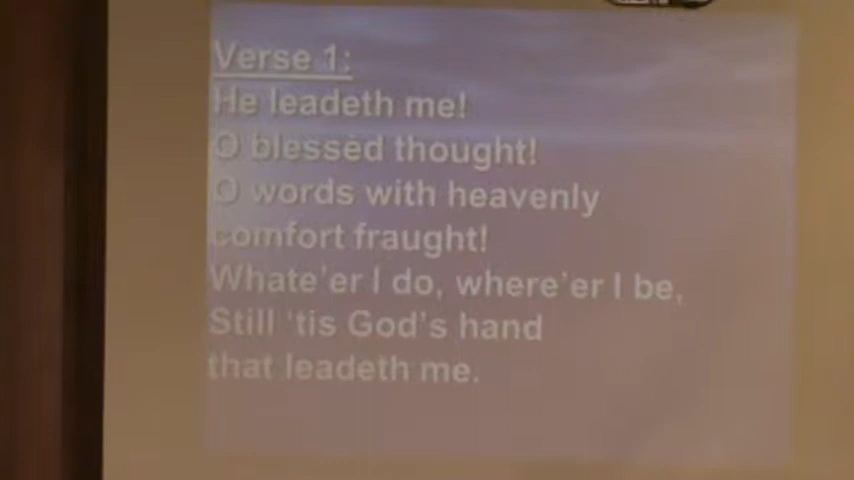 Verse 1:
He leadeth me!
O blessed thought!
O words with heavenly
comfort fraught!
Whate'er I do, where'er I be,
Still 'tis God's hand
that leadeth me.